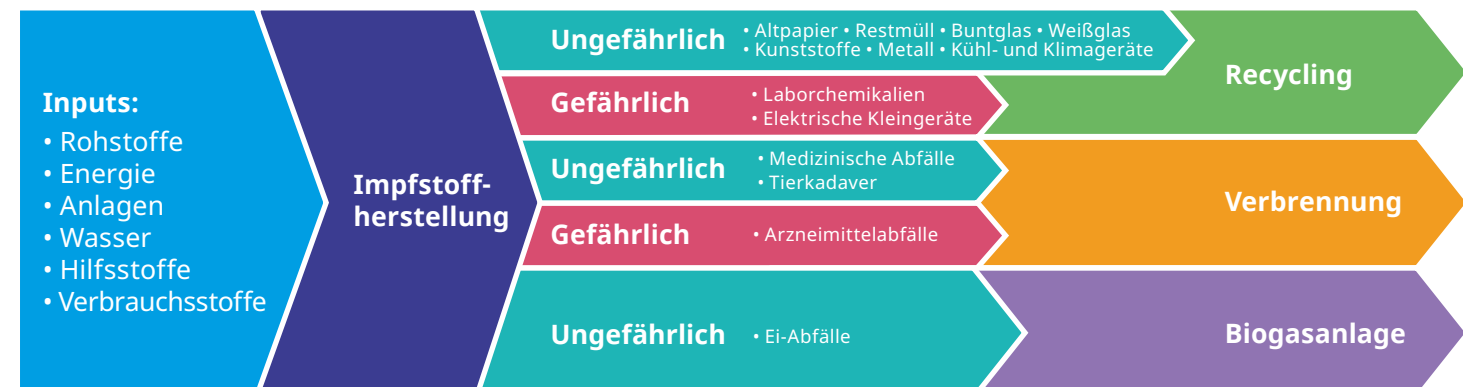 Inputs:
• Rohstoffe
• Energie
• Anlagen
• Wasser
• Hilfsstoffe
• Verbrauchsstoffe
Impfstoff-
herstellung
Ungefährlich
• Altpapier • Restmüll • Buntglas • Weißglas
• Kunststoffe • Metall • Kühl- und Klimageräte
Gefährlich
• Laborchemikalien
• Elektrische Kleingeräte
Recycling
Ungefährlich
• Medizinische Abfälle
• Tierkadaver
Gefährlich
• Arzneimittelabfälle
Verbrennung
Ungefährlich
• Ei-Abfälle
Biogasanlage